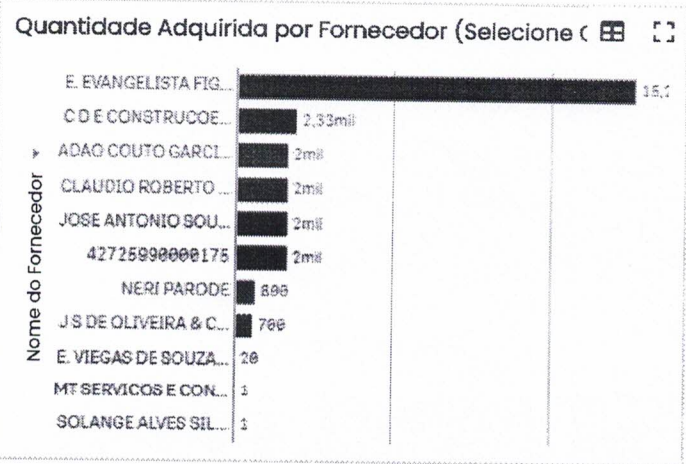 Quantidade Adquirida por Fornecedor (Selecione
Nome do Fornecedor
E. EVANGELISTA FIG...
C D E CONSTRUCOE... 2,33mil
ADAO COUTO GARCI... 2mil
CLAUDIO ROBERTO ... 2mil
JOSE ANTONIO SOU... 2mil
42725990000175 2mil
NERI PARODE 800
J S DE OLIVEIRA & C... 700
E. VIEGAS DE SOUZA... 20
MT SERVICOS E CON... 1
SOLANGE ALVES SIL... 1